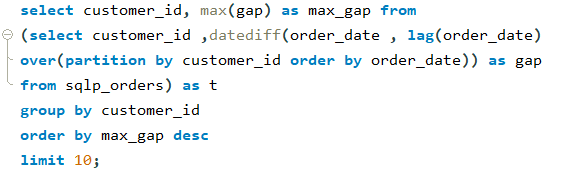 select customer_id, max(gap) as max_gap from
(select customer_id ,datediff(order_date , lag(order_date)
over(partition by customer_id order by order_date)) as gap
from sqlp_orders) as t
group by customer_id
order by max_gap desc
limit 10;